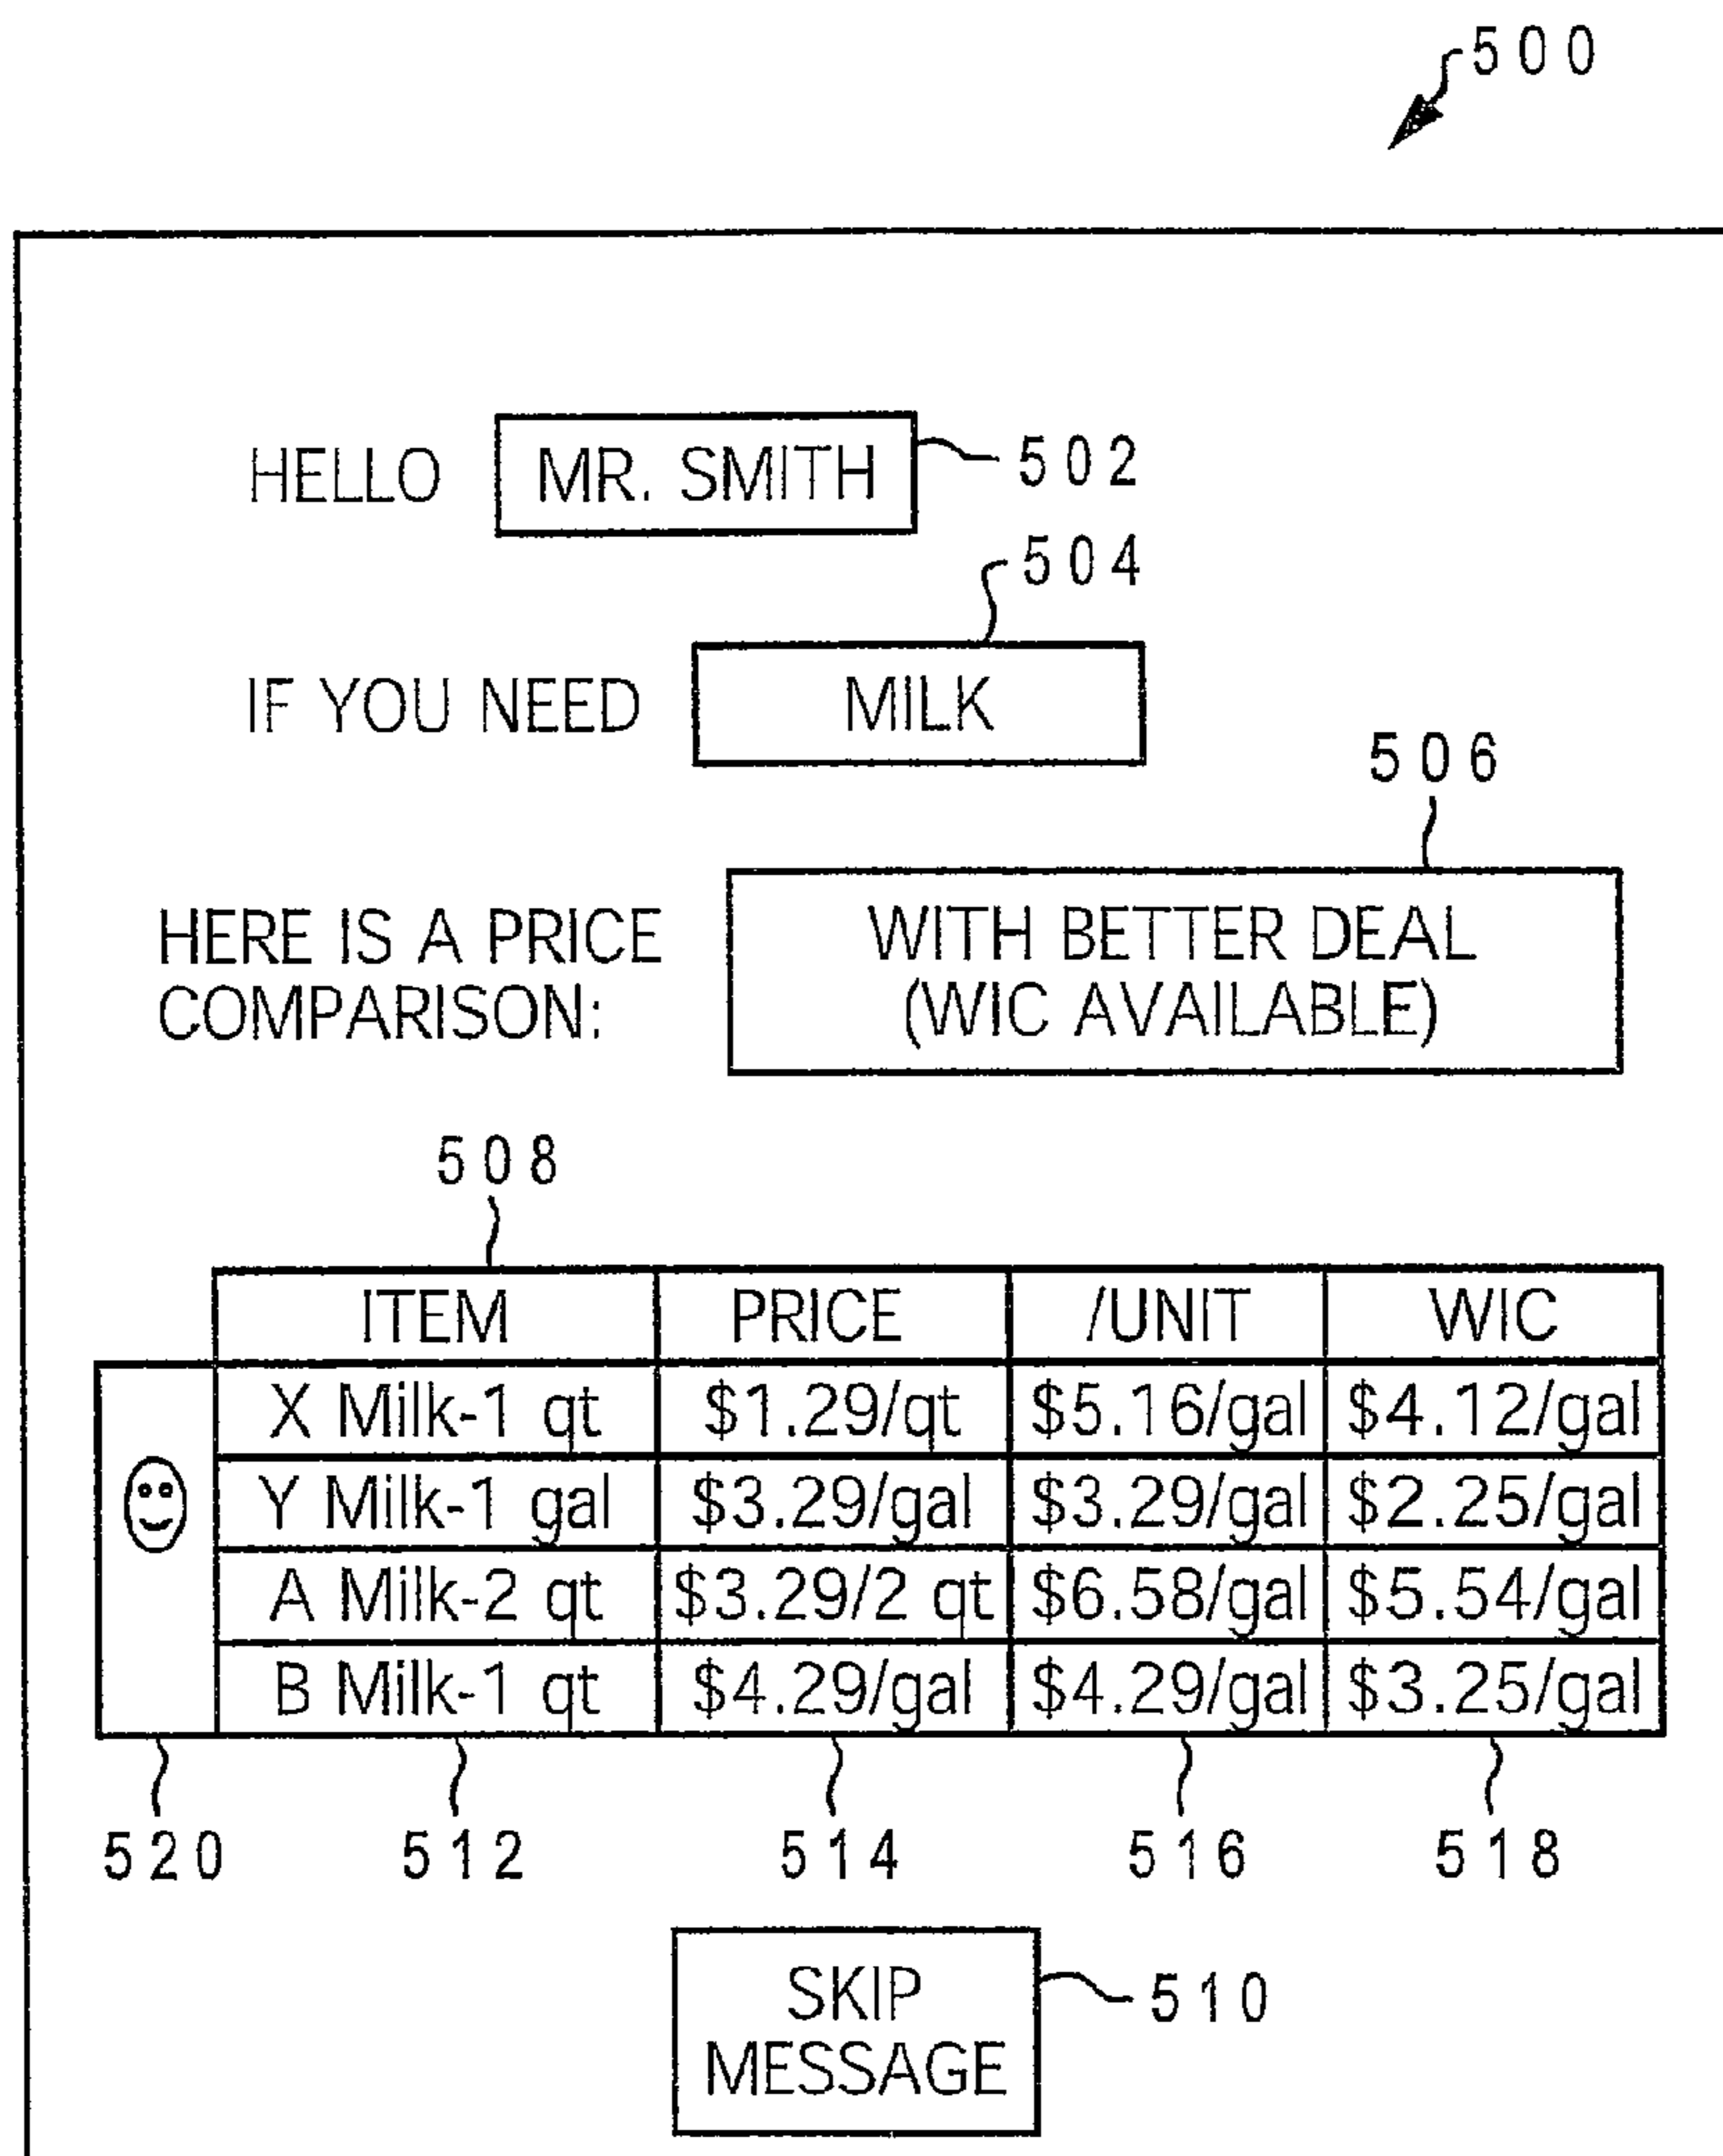 500
HELLO MR. SMITH 502
504
IF YOU NEED MILK
506
HERE IS A PRICE COMPARISON:
WITH BETTER DEAL
(WIC AVAILABLE)
508
ITEM PRICE /UNIT WIC
X Milk-1 qt $1.29/qt $5.16/gal $4.12/gal
Y Milk-1 gal $3.29/gal $3.29/gal $2.25/gal
A Milk-2 qt $3.29/2 qt $6.58/gal $5.54/gal
B Milk-1 qt $4.29/gal $4.29/gal $3.25/gal
520 512 514 516 518
SKIP
MESSAGE
510